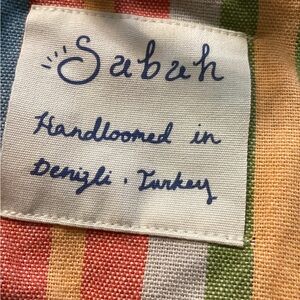 Sabah
Handloomed in
Denizli . Turkey